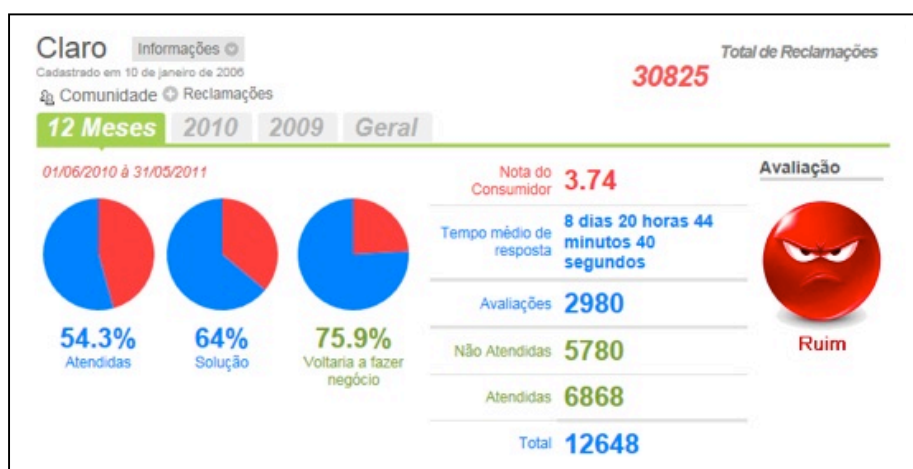 Claro Informações
Cadastrado em 10 de janeiro de 2006
Comunidade Reclamações
Total de Reclamações
30825
12 Meses 2010 2009 Geral
01/06/2010 à 31/05/2011
54.3%
Atendidas
64%
Solução
75.9%
Voltaria a fazer
negócio
Nota do
Consumidor
3.74
Tempo médio de
resposta
8 dias 20 horas 44
minutos 40
segundos
Avaliações 2980
Não Atendidas 5780
Atendidas 6868
Total 12648
Avaliação
Ruim